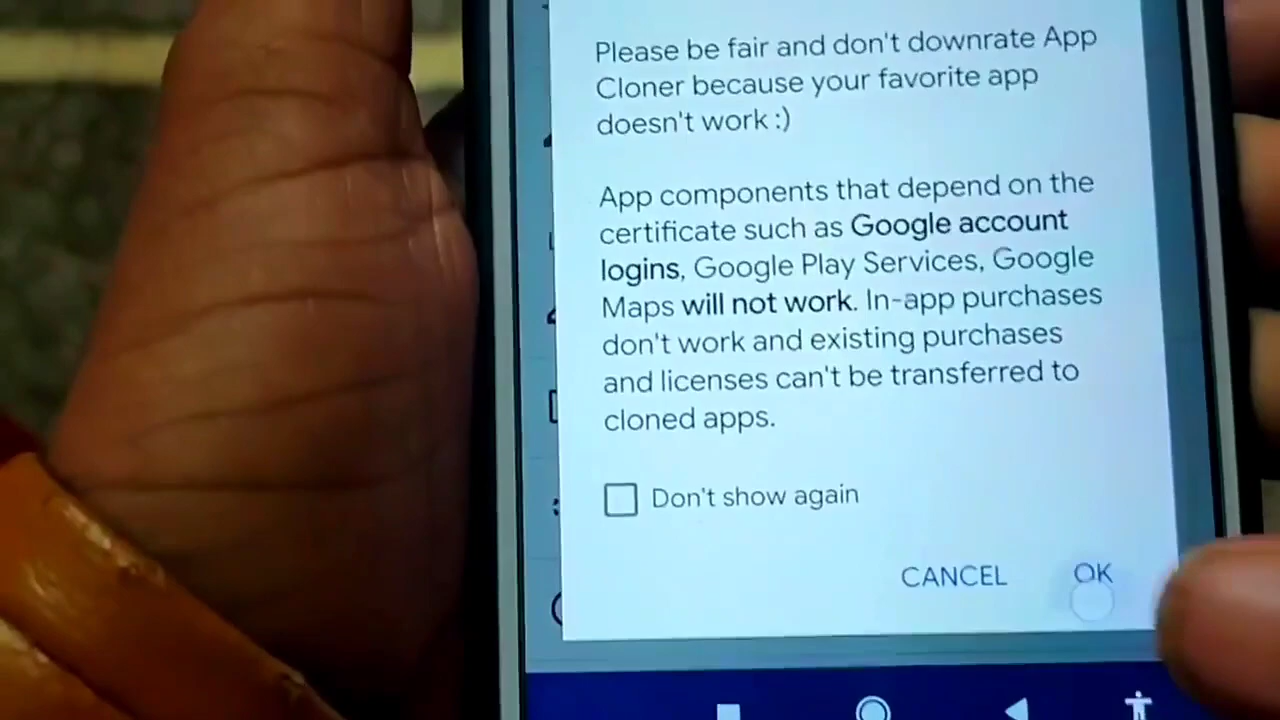 Please be fair and don't downrate App
Cloner because your favorite app
doesn't work :)
App components that depend on the
certificate such as Google account
logins, Google Play Services, Google
Maps will not work. In-app purchases
don't work and existing purchases
and licenses can't be transferred to
cloned apps.
Don't show again
CANCEL OK